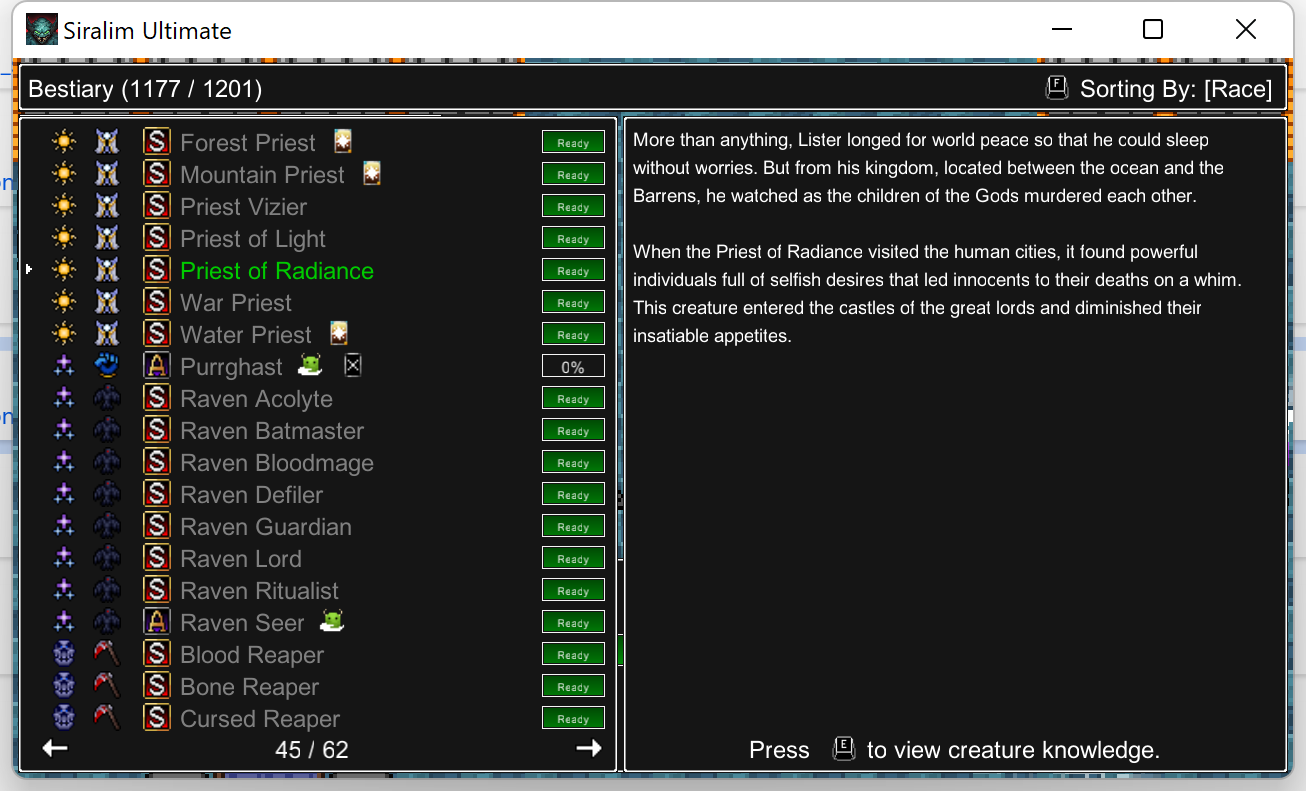 Siralim Ultimate
Bestiary (1177 / 1201)
F Sorting By: [Race]
S Forest Priest Ready
S Mountain Priest Ready
S Priest Vizier Ready
S Priest of Light Ready
S Priest of Radiance Ready
S War Priest Ready
S Water Priest Ready
A Purrghast 0%
S Raven Acolyte Ready
S Raven Batmaster Ready
S Raven Bloodmage Ready
S Raven Defiler Ready
S Raven Guardian Ready
S Raven Lord Ready
S Raven Ritualist Ready
A Raven Seer Ready
S Blood Reaper Ready
S Bone Reaper Ready
S Cursed Reaper Ready
45 / 62
More than anything, Lister longed for world peace so that he could sleep
without worries. But from his kingdom, located between the ocean and the
Barrens, he watched as the children of the Gods murdered each other.
When the Priest of Radiance visited the human cities, it found powerful
individuals full of selfish desires that led innocents to their deaths on a whim.
This creature entered the castles of the great lords and diminished their
insatiable appetites.
Press E to view creature knowledge.